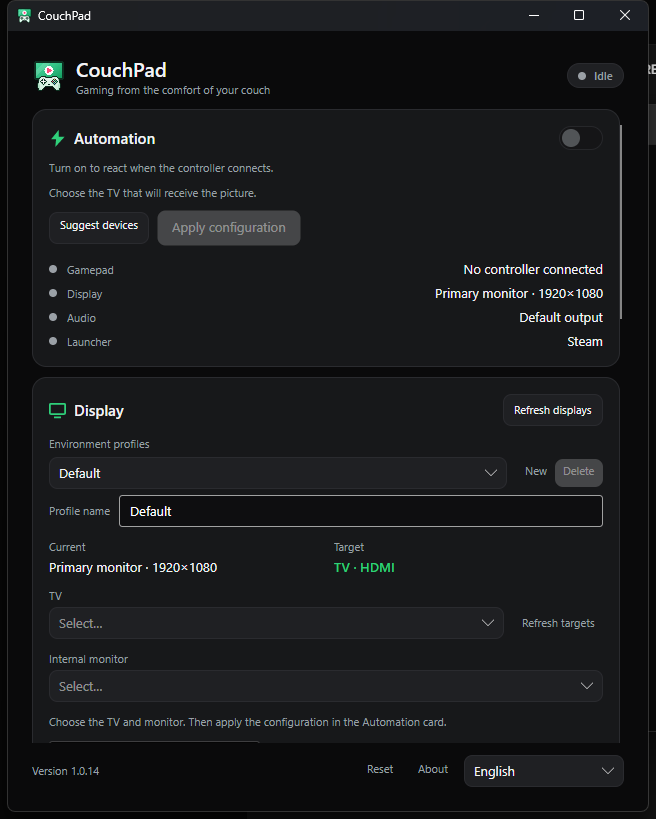 CouchPad
CouchPad
Gaming from the comfort of your couch
Idle
Automation
Turn on to react when the controller connects.
Choose the TV that will receive the picture.
Suggest devices
Apply configuration
Gamepad
No controller connected
Display
Primary monitor · 1920×1080
Audio
Default output
Launcher
Steam
Display
Refresh displays
Environment profiles
Default
New
Delete
Profile name
Default
Current
Target
Primary monitor · 1920×1080
TV · HDMI
TV
Select...
Refresh targets
Internal monitor
Select...
Choose the TV and monitor. Then apply the configuration in the Automation card.
Version 1.0.14
Reset
About
English